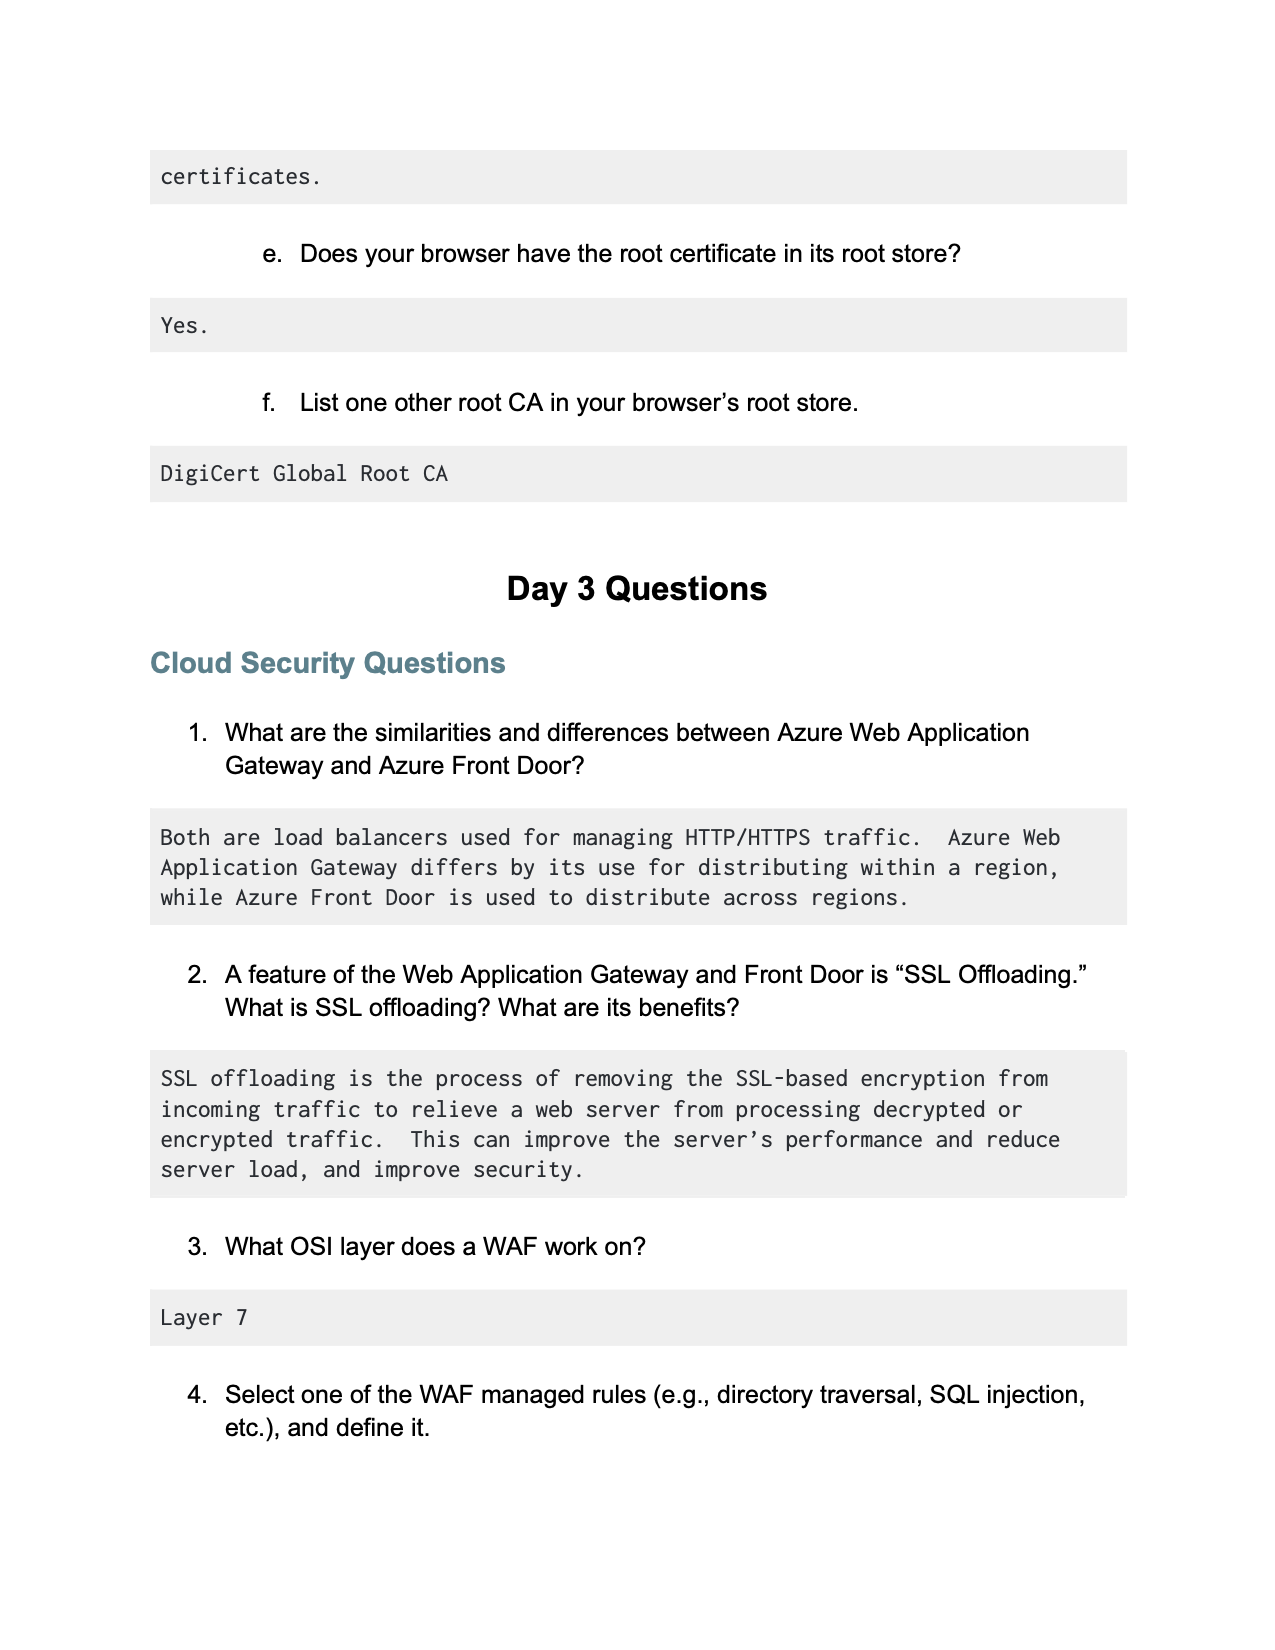 certificates.
e. Does your browser have the root certificate in its root store?
Yes.
f. List one other root CA in your browser’s root store.
DigiCert Global Root CA
Day 3 Questions
Cloud Security Questions
1. What are the similarities and differences between Azure Web Application
Gateway and Azure Front Door?
Both are load balancers used for managing HTTP/HTTPS traffic.  Azure Web
Application Gateway differs by its use for distributing within a region,
while Azure Front Door is used to distribute across regions.
2. A feature of the Web Application Gateway and Front Door is “SSL Offloading.”
What is SSL offloading? What are its benefits?
SSL offloading is the process of removing the SSL-based encryption from
incoming traffic to relieve a web server from processing decrypted or
encrypted traffic.  This can improve the server’s performance and reduce
server load, and improve security.
3. What OSI layer does a WAF work on?
Layer 7
4. Select one of the WAF managed rules (e.g., directory traversal, SQL injection,
etc.), and define it.